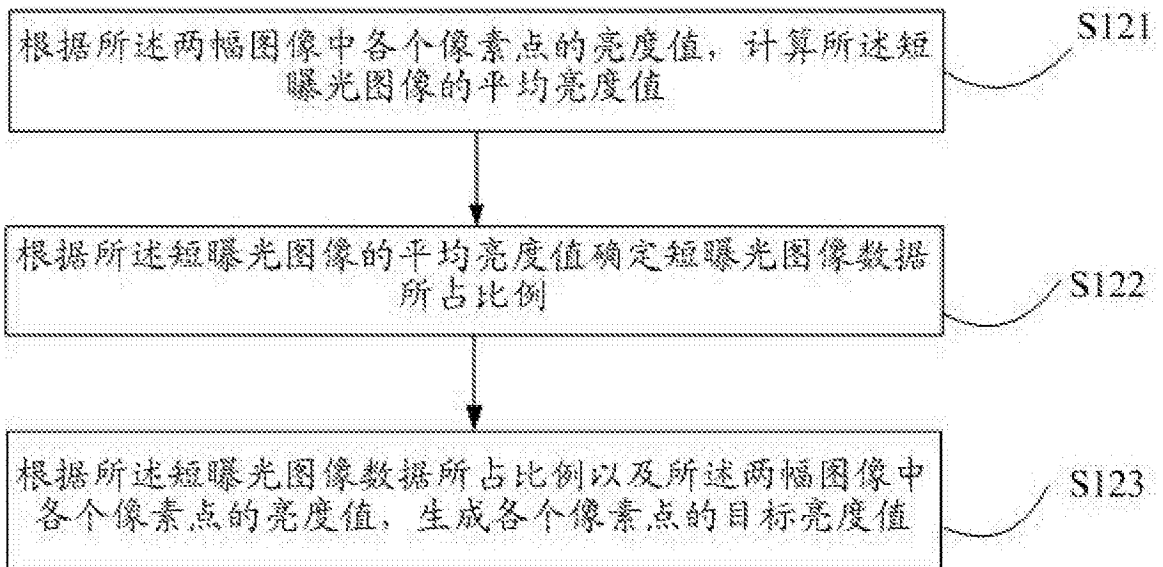 根据所述两幅图像中各个像素点的亮度值，计算所述短
曝光图像的平均亮度值
S121
根据所述短曝光图像的平均亮度值确定短曝光图像数据
所占比例
S122
根据所述短曝光图像数据所占比例以及所述两幅图像中
各个像素点的亮度值，生成各个像素点的目标亮度值
S123